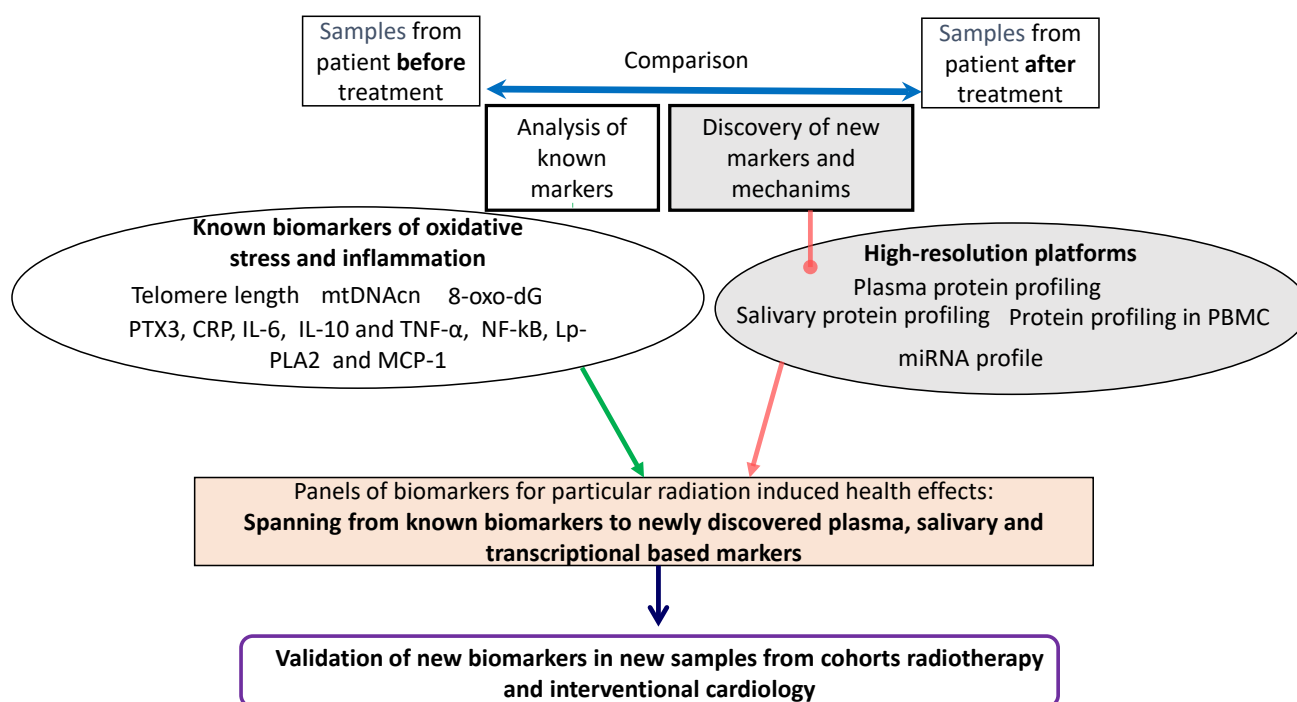 Samples from
patient before
treatment
Comparison
Samples from
patient after
treatment
Analysis of
known
markers
Discovery of new
markers and
mechanims
Known biomarkers of oxidative
stress and inflammation
Telomere length mtDNAcn 8-oxo-dG
PTX3, CRP, IL-6, IL-10 and TNF-α, NF-kB, Lp-
PLA2 and MCP-1
High-resolution platforms
Plasma protein profiling
Salivary protein profiling Protein profiling in PBMC
miRNA profile
Panels of biomarkers for particular radiation induced health effects:
Spanning from known biomarkers to newly discovered plasma, salivary and
transcriptional based markers
Validation of new biomarkers in new samples from cohorts radiotherapy
and interventional cardiology